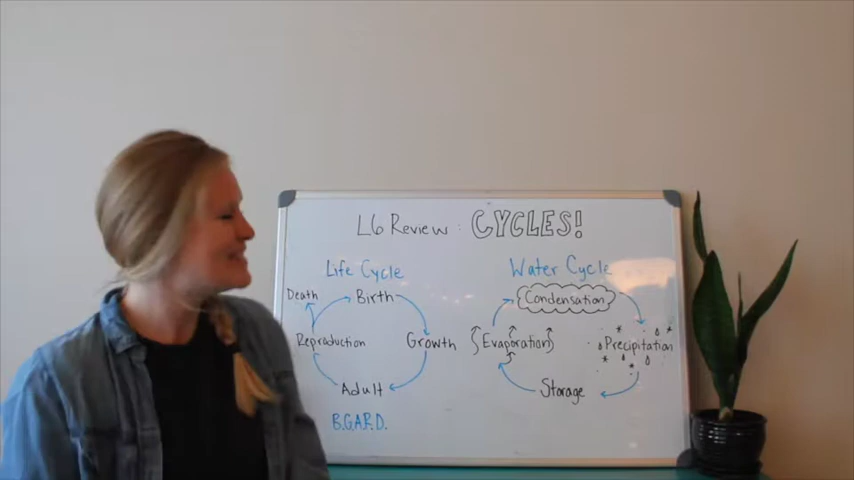 L6 Review: CYCLES!
Life Cycle
Death
Birth
Reproduction
Growth
Adult
B.G.A.R.D.
Water Cycle
Condensation
Evaporation
Precipitation
Storage